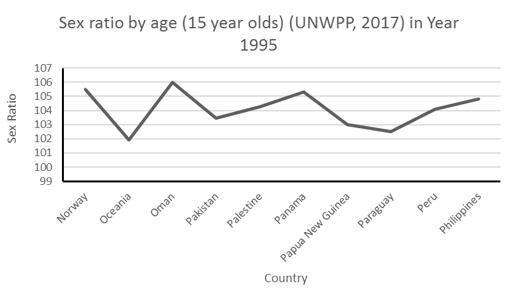 Sex ratio by age (15 year olds) (UNWPP, 2017) in Year
1995
107
106
105
104
103
102
101
100
99
Sex Ratio
Norway
Oceania
Oman
Pakistan
Palestine
Panama
Papua New Guinea
Paraguay
Peru
Philippines
Country